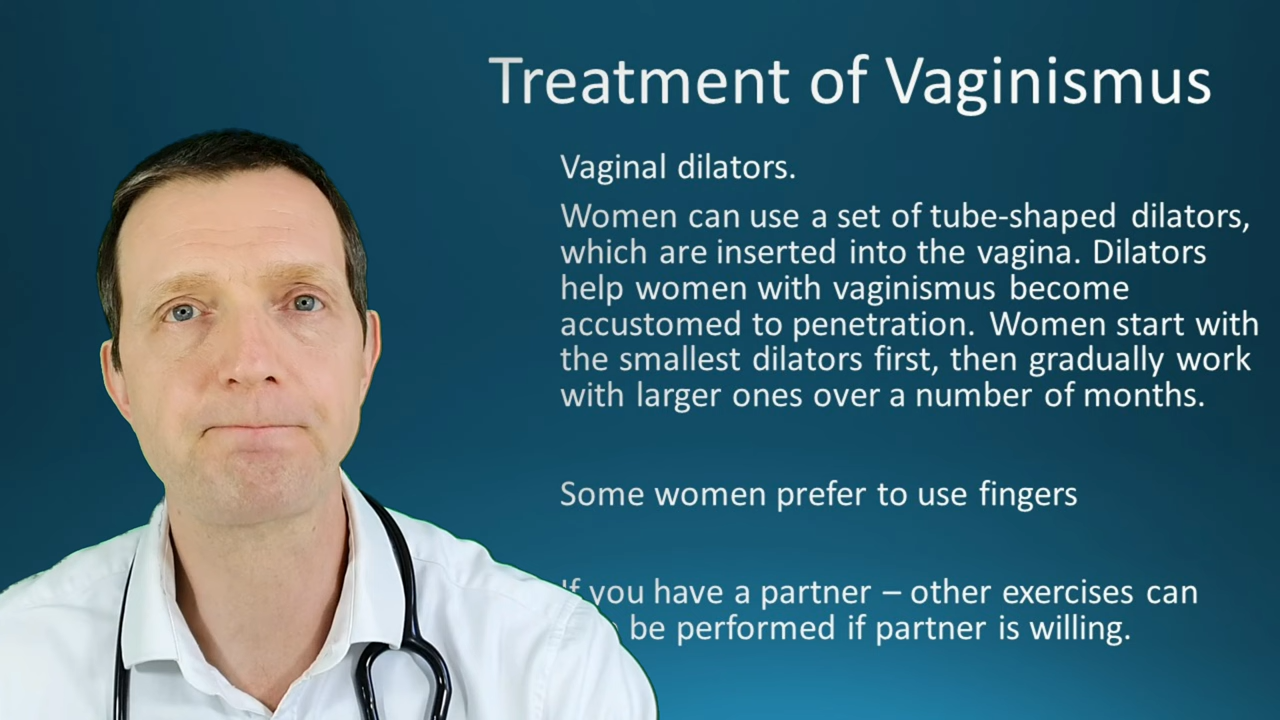 Treatment of Vaginismus
Vaginal dilators.
Women can use a set of tube-shaped dilators,
which are inserted into the vagina. Dilators
help women with vaginismus become
accustomed to penetration. Women start with
the smallest dilators first, then gradually work
with larger ones over a number of months.
Some women prefer to use fingers
If you have a partner – other exercises can
be performed if partner is willing.